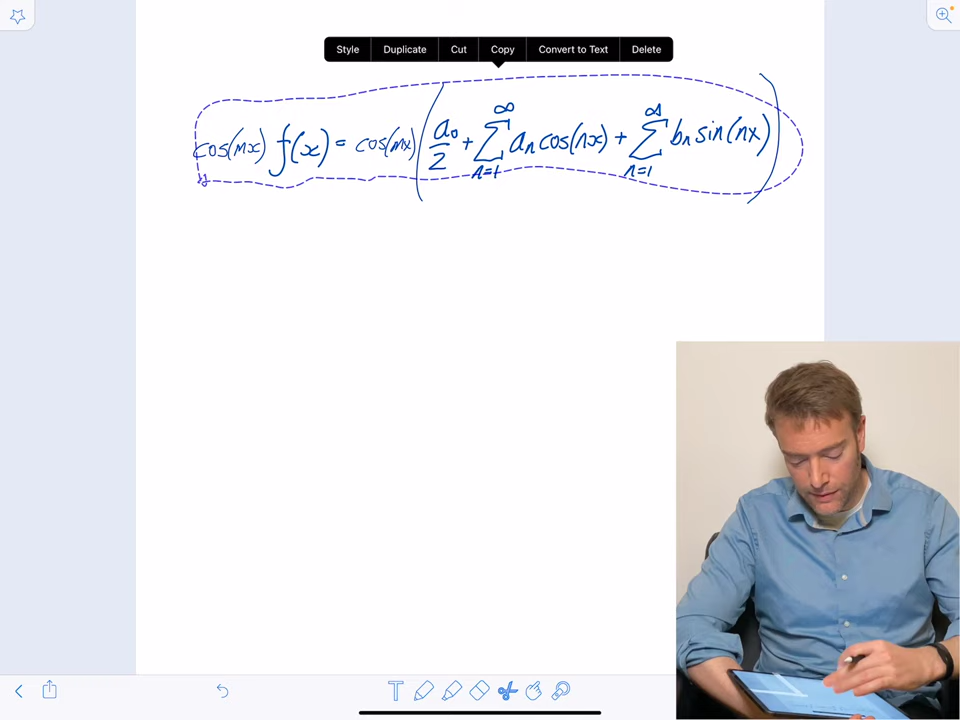 Style Duplicate Cut Copy Convert to Text Delete
cos(mx) f(x) = cos(mx) ( a₀/2 + ∑_{n=1}^{∞} aₙ cos(nx) + ∑_{n=1}^{∞} bₙ sin(nx) )
T